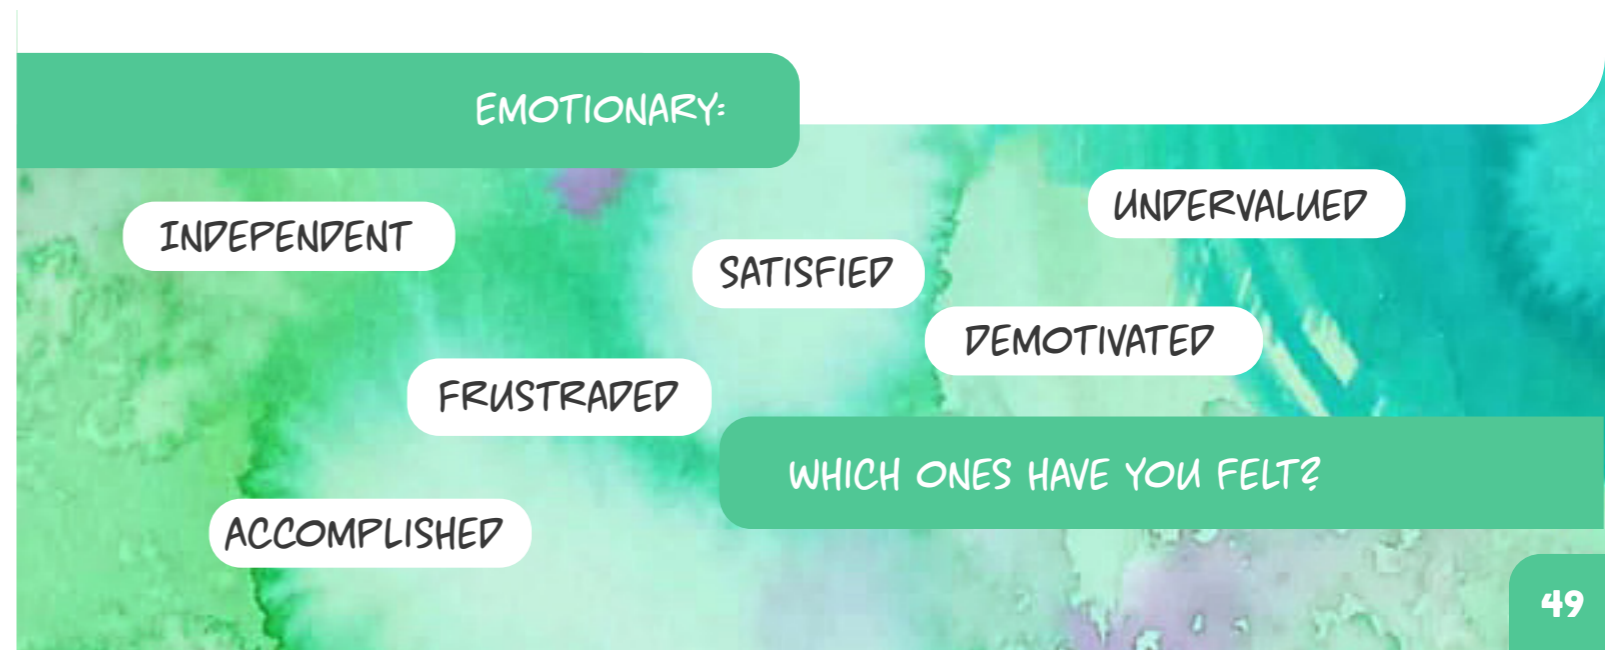 EMOTIONARY:
INDEPENDENT
UNDERVALUED
SATISFIED
DEMOTIVATED
FRUSTRADED
WHICH ONES HAVE YOU FELT?
ACCOMPLISHED
49